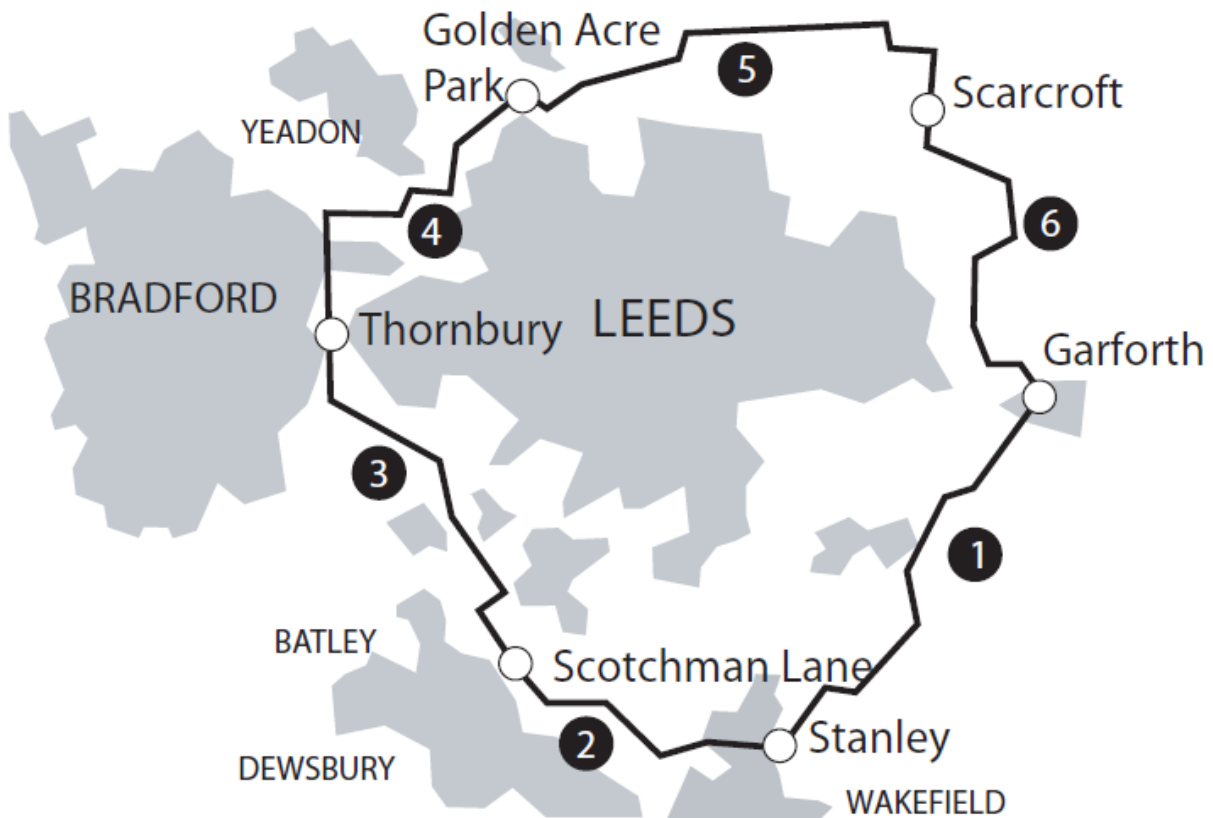 Golden Acre
Park
5
Scarcroft
YEADON
4
6
BRADFORD
Thornbury
LEEDS
Garforth
3
1
BATLEY
Scotchman Lane
2
Stanley
DEWSBURY
WAKEFIELD